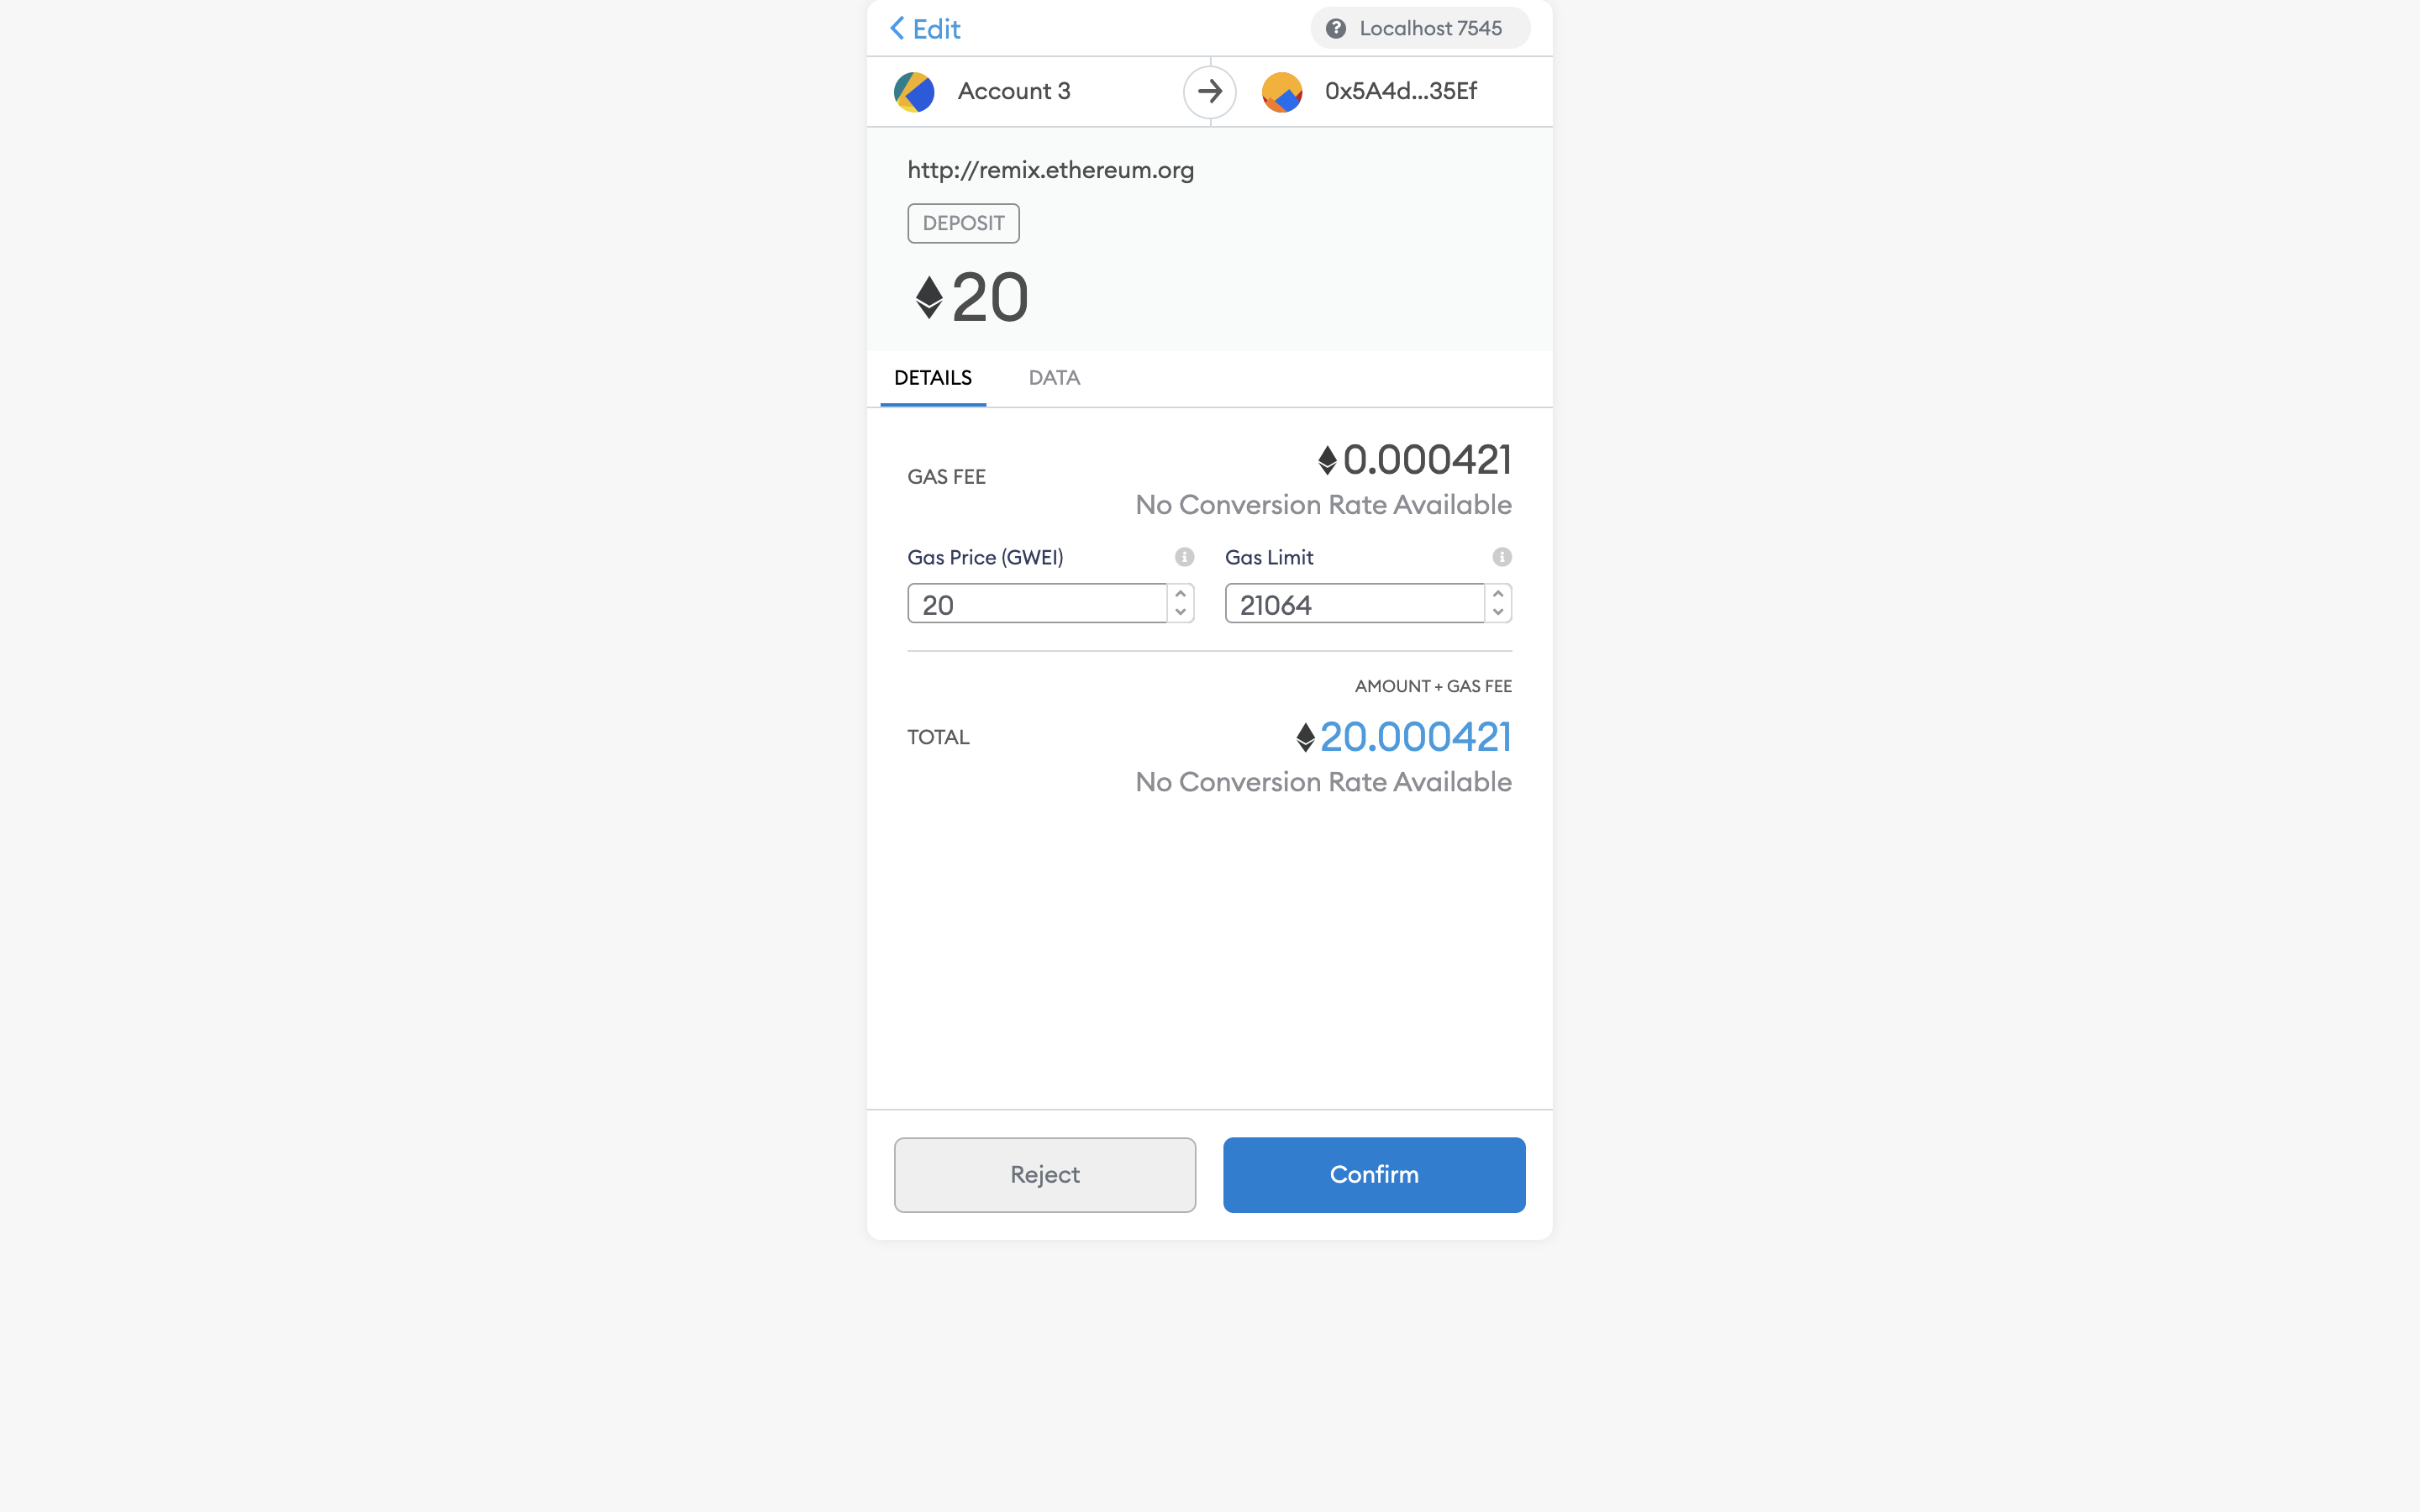 Edit
Localhost 7545
Account 3
0x5A4d...35Ef
http://remix.ethereum.org
DEPOSIT
20
DETAILS
DATA
GAS FEE
0.000421
No Conversion Rate Available
Gas Price (GWEI)
Gas Limit
20
21064
AMOUNT + GAS FEE
TOTAL
20.000421
No Conversion Rate Available
Reject
Confirm